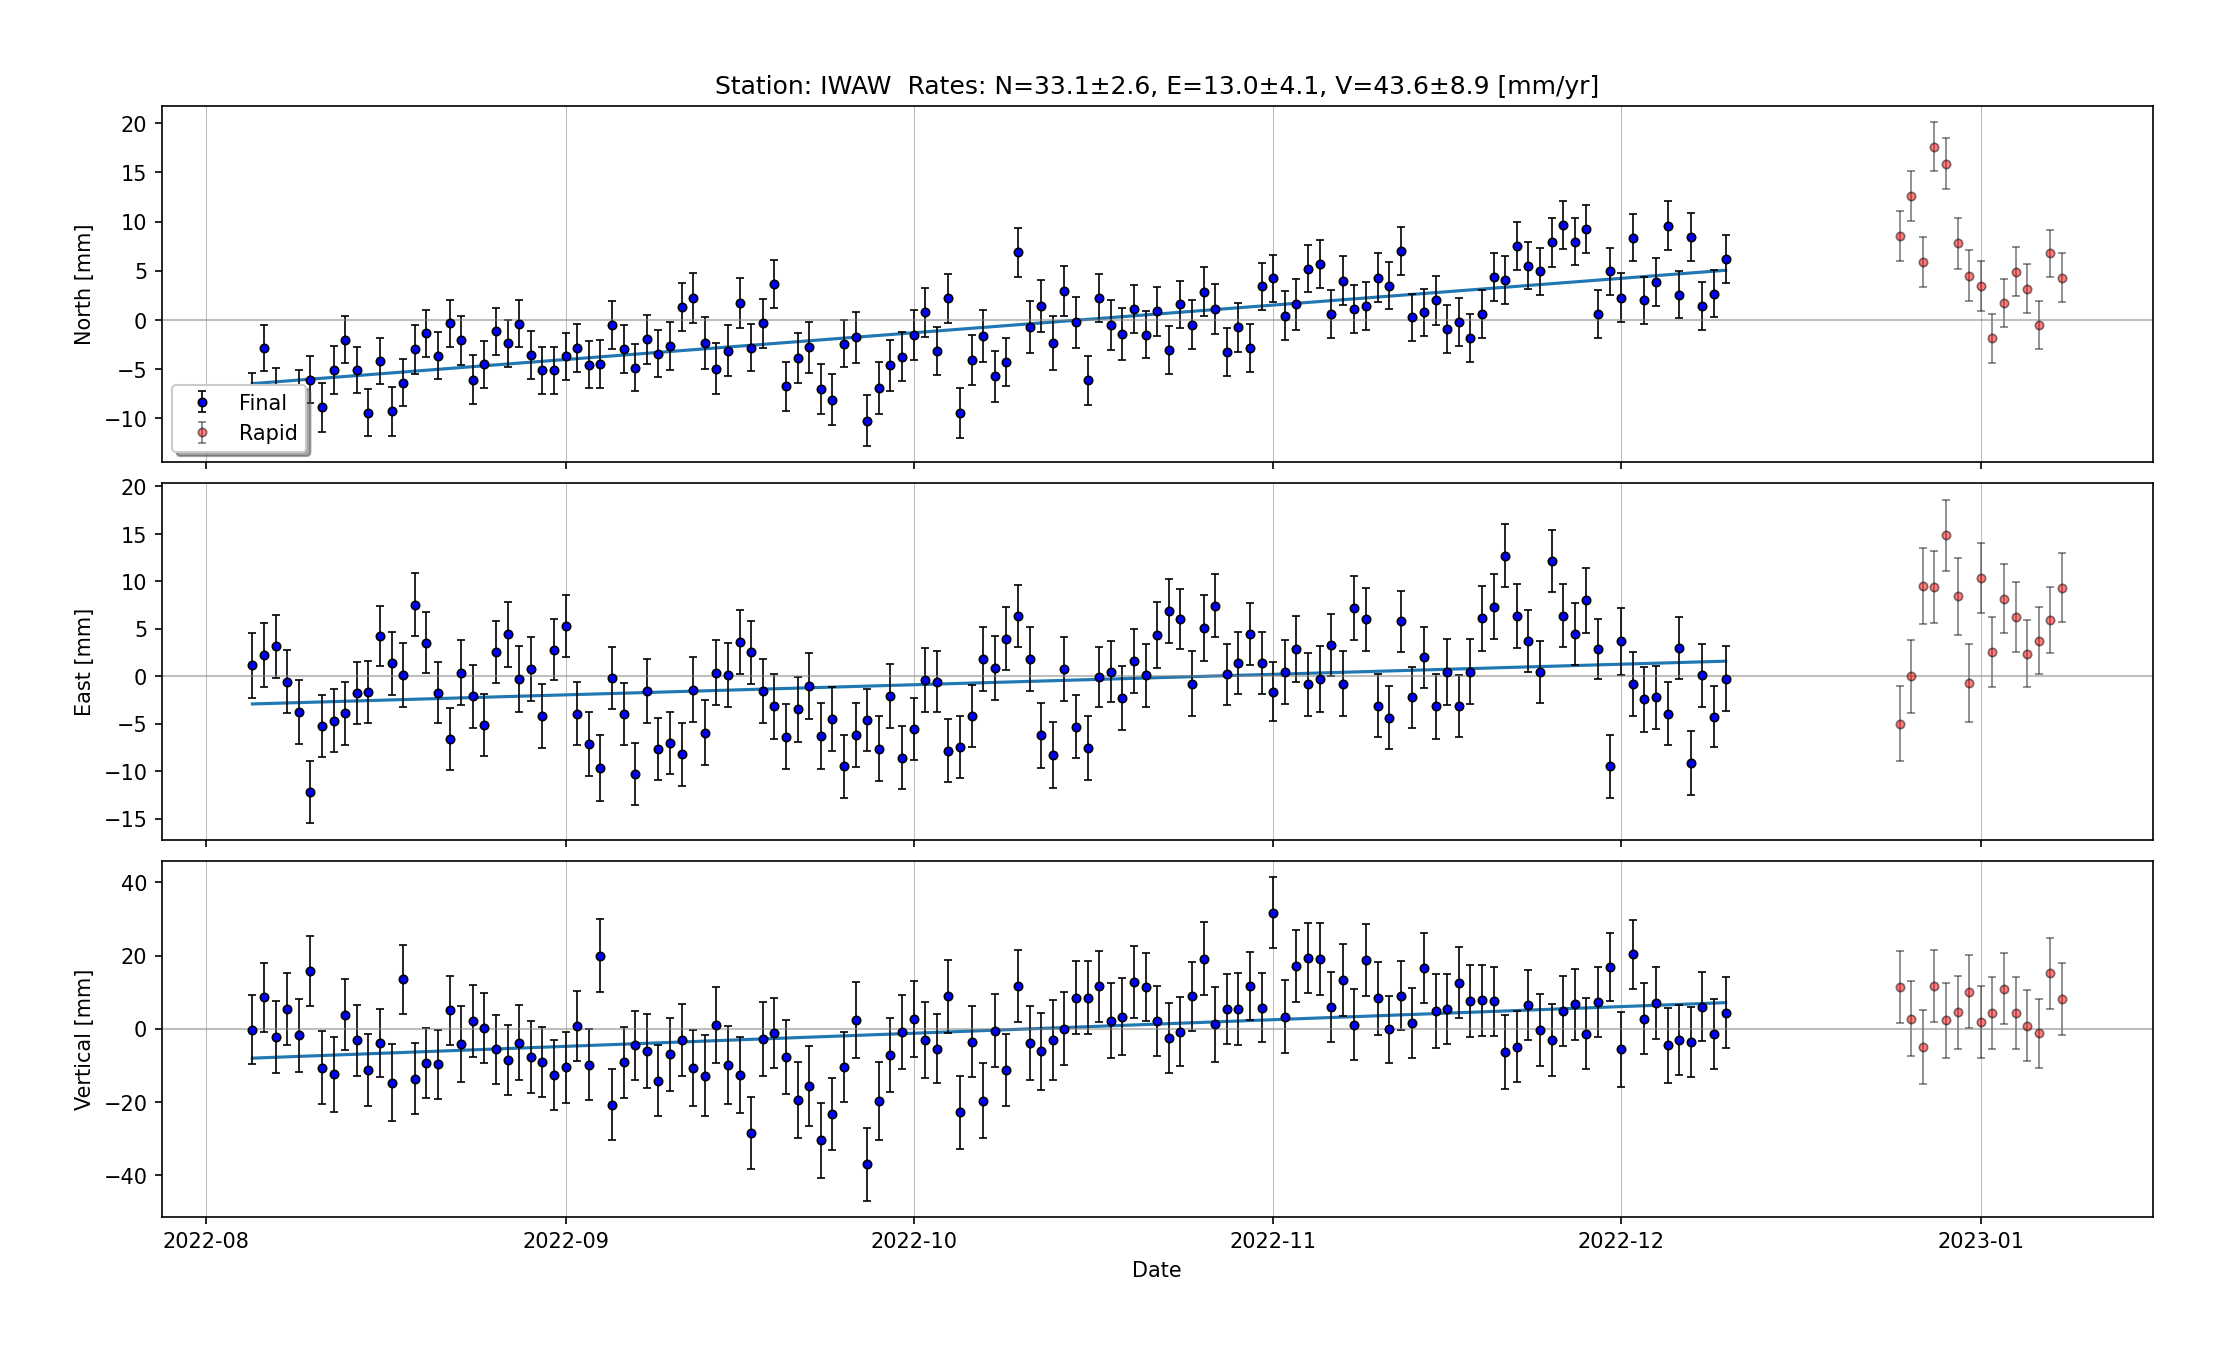 Station: IWAW  Rates: N=33.1±2.6, E=13.0±4.1, V=43.6±8.9 [mm/yr]
North [mm]
20
15
10
5
0
−5
−10
Final
Rapid
East [mm]
20
15
10
5
0
−5
−10
−15
Vertical [mm]
40
20
0
−20
−40
2022-08 2022-09 2022-10 2022-11 2022-12 2023-01
Date